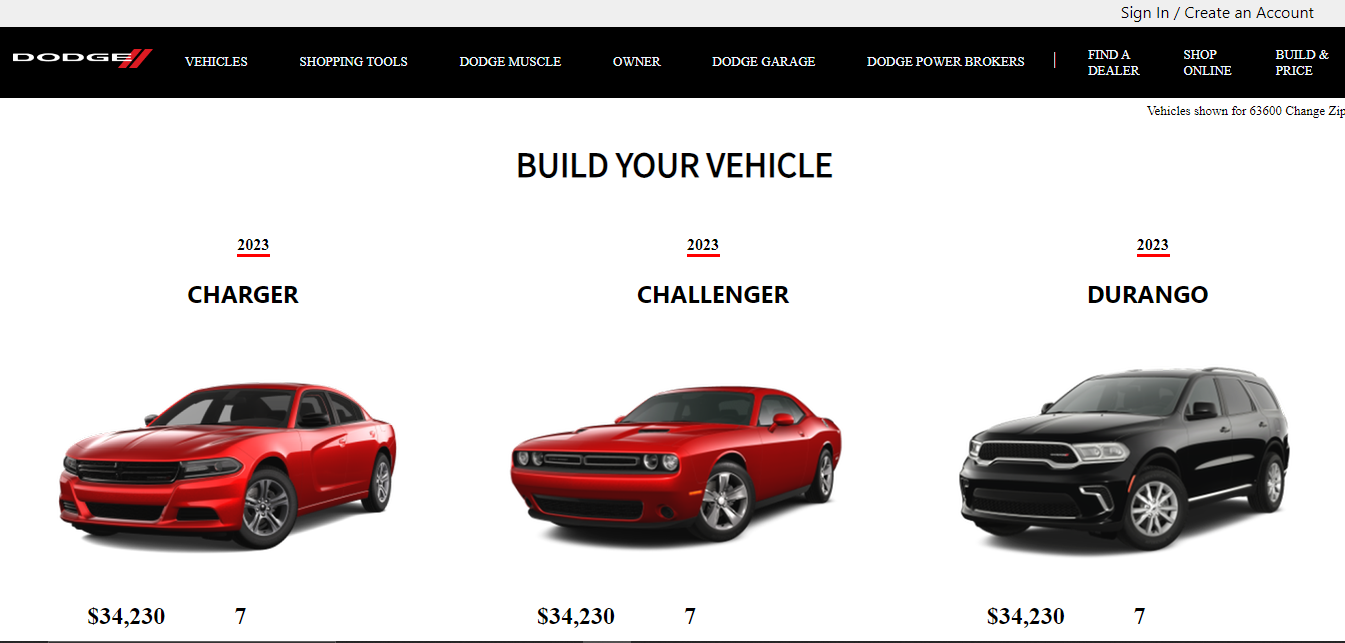 Sign In / Create an Account
DODGE
VEHICLES SHOPPING TOOLS DODGE MUSCLE OWNER DODGE GARAGE DODGE POWER BROKERS | FIND A DEALER SHOP ONLINE BUILD & PRICE
Vehicles shown for 63600 Change Zip
BUILD YOUR VEHICLE
2023 2023 2023
CHARGER CHALLENGER DURANGO
$34,230 7 $34,230 7 $34,230 7